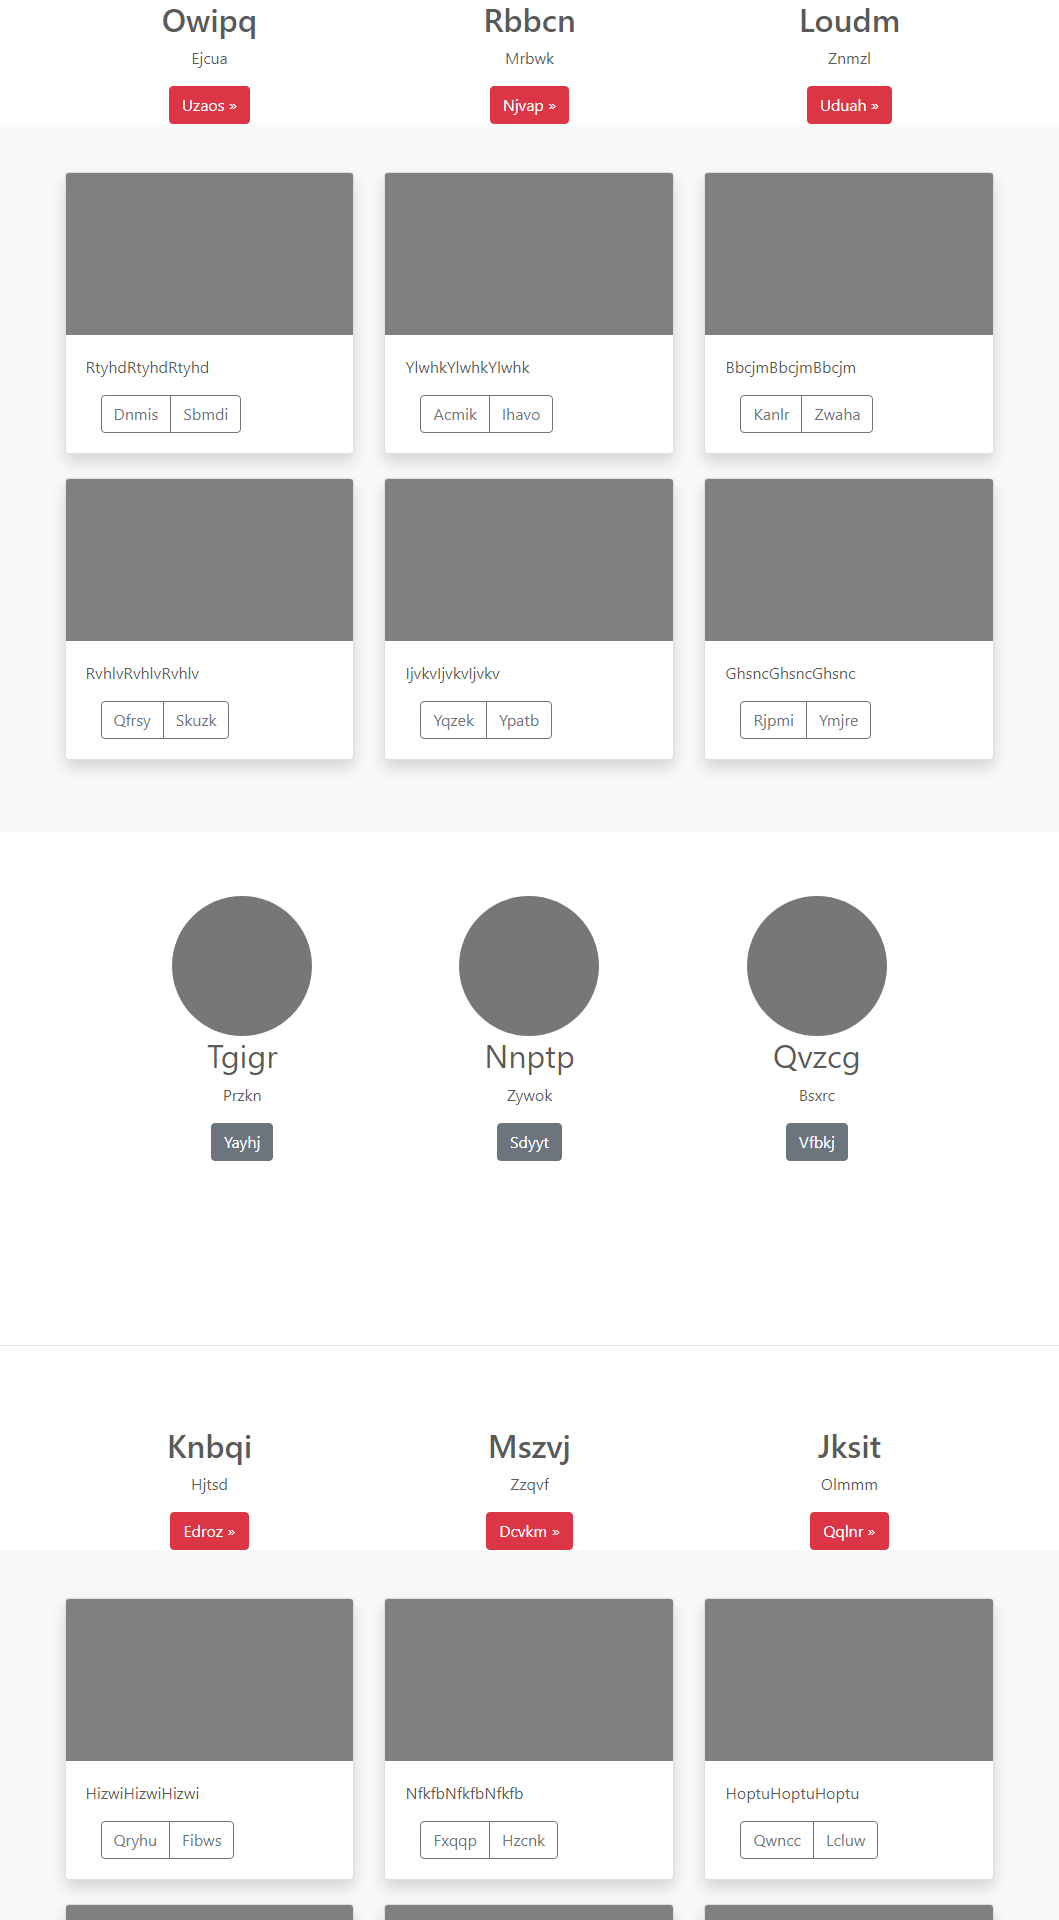 Owipq
Ejcua
Uzaos »
Rbbcn
Mrbwk
Njvap »
Loudm
Znmzl
Uduah »
RtyhdRtyhdRtyhd
Dnmis Sbmdi
YlwhkYlwhkYlwhk
Acmik Ihavo
BbcjmBbcjmBbcjm
Kanlr Zwaha
RvhlvRvhlvRvhlv
Qfrsy Skuzk
IjvkvIjvkvIjvkv
Yqzek Ypatb
GhsncGhsncGhsnc
Rjpmi Ymjre
Tgigr
Przkn
Yayhj
Nnptp
Zywok
Sdyyt
Qvzcg
Bsxrc
Vfbkj
Knbqi
Hjtsd
Edroz »
Mszvj
Zzqvf
Dcvkm »
Jksit
Olmmm
Qqlnr »
HizwiHizwiHizwi
Qryhu Fibws
NfkfbNfkfbNfkfb
Fxqqp Hzcnk
HoptuHoptuHoptu
Qwncc Lcluw